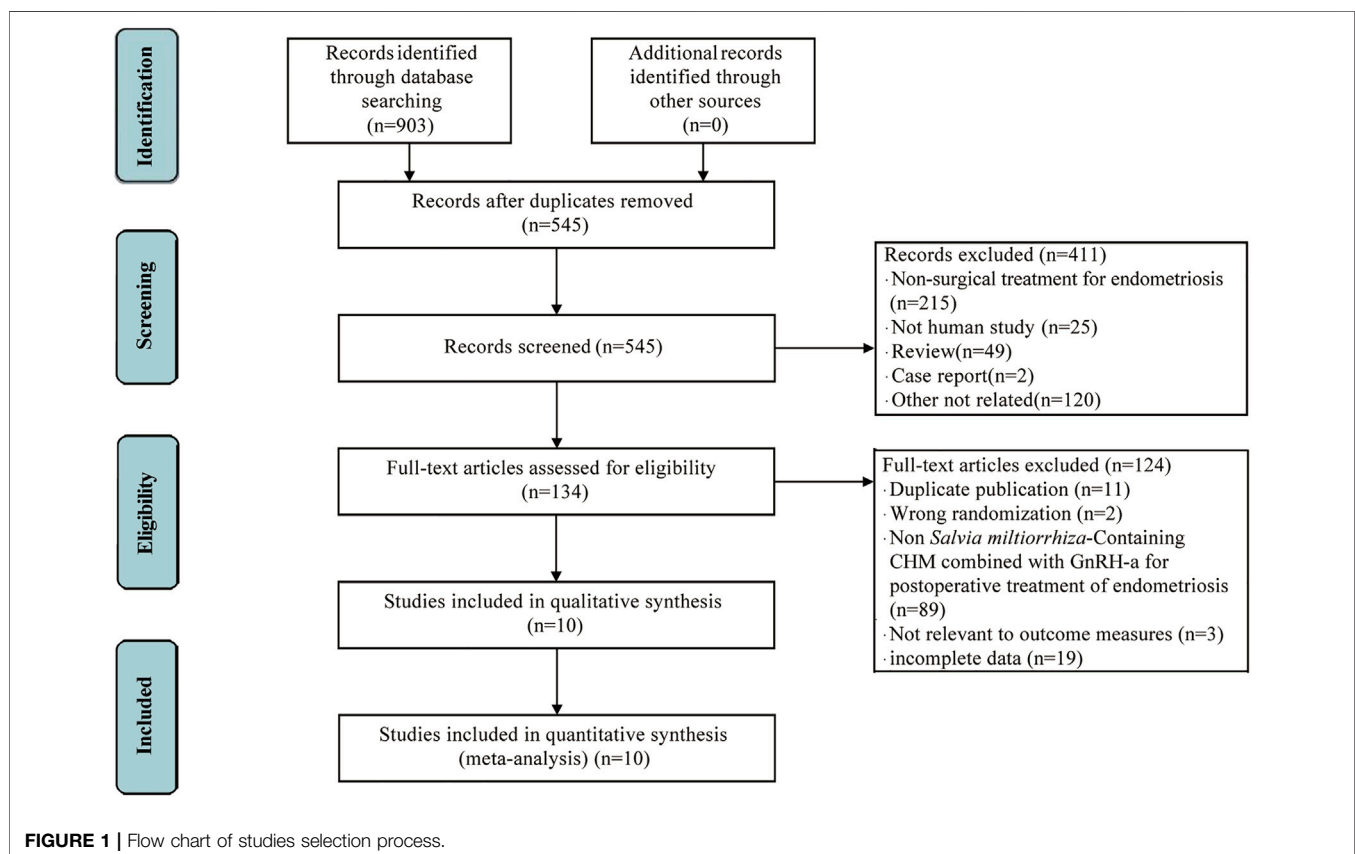 Identification
Records identified
through database
searching
(n=903)
Additional records
identified through
other sources
(n=0)
Records after duplicates removed
(n=545)
Screening
Records screened (n=545)
Records excluded (n=411)
·Non-surgical treatment for endometriosis
(n=215)
·Not human study (n=25)
·Review(n=49)
·Case report(n=2)
·Other not related(n=120)
Eligibility
Full-text articles assessed for eligibility
(n=134)
Full-text articles excluded (n=124)
·Duplicate publication (n=11)
·Wrong randomization (n=2)
·Non Salvia miltiorrhiza-Containing
CHM combined with GnRH-a for
postoperative treatment of endometriosis
(n=89)
·Not relevant to outcome measures (n=3)
·incomplete data (n=19)
Studies included in qualitative synthesis
(n=10)
Included
Studies included in quantitative synthesis
(meta-analysis) (n=10)
FIGURE 1 | Flow chart of studies selection process.